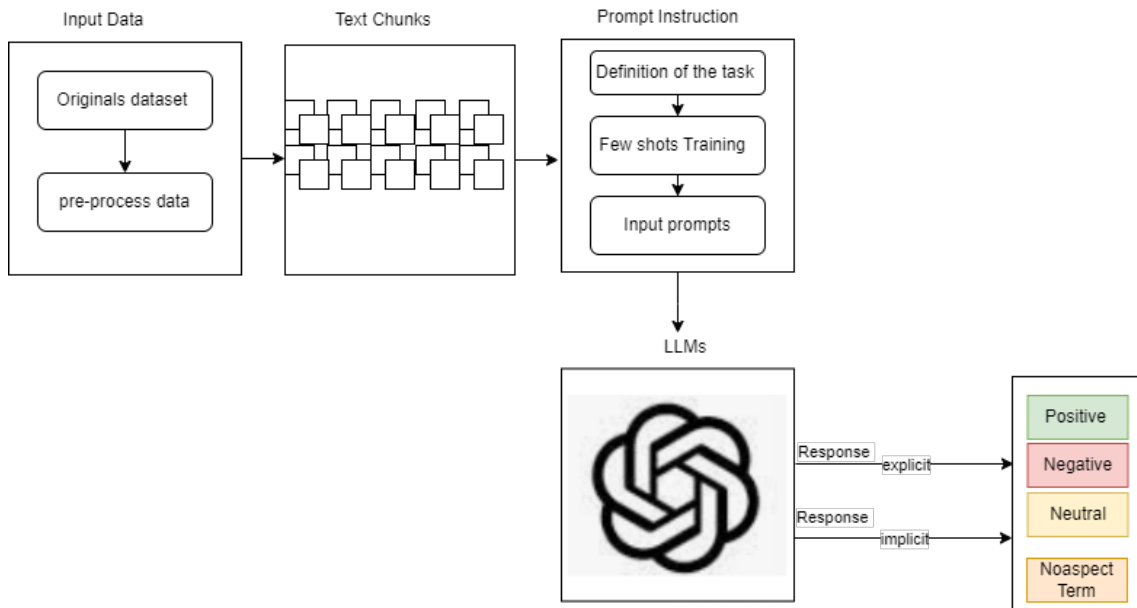 Input Data
Text Chunks
Prompt Instruction
Originals dataset
pre-process data
Definition of the task
Few shots Training
Input prompts
LLMs
Response
explicit
Response
implicit
Positive
Negative
Neutral
Noaspect
Term